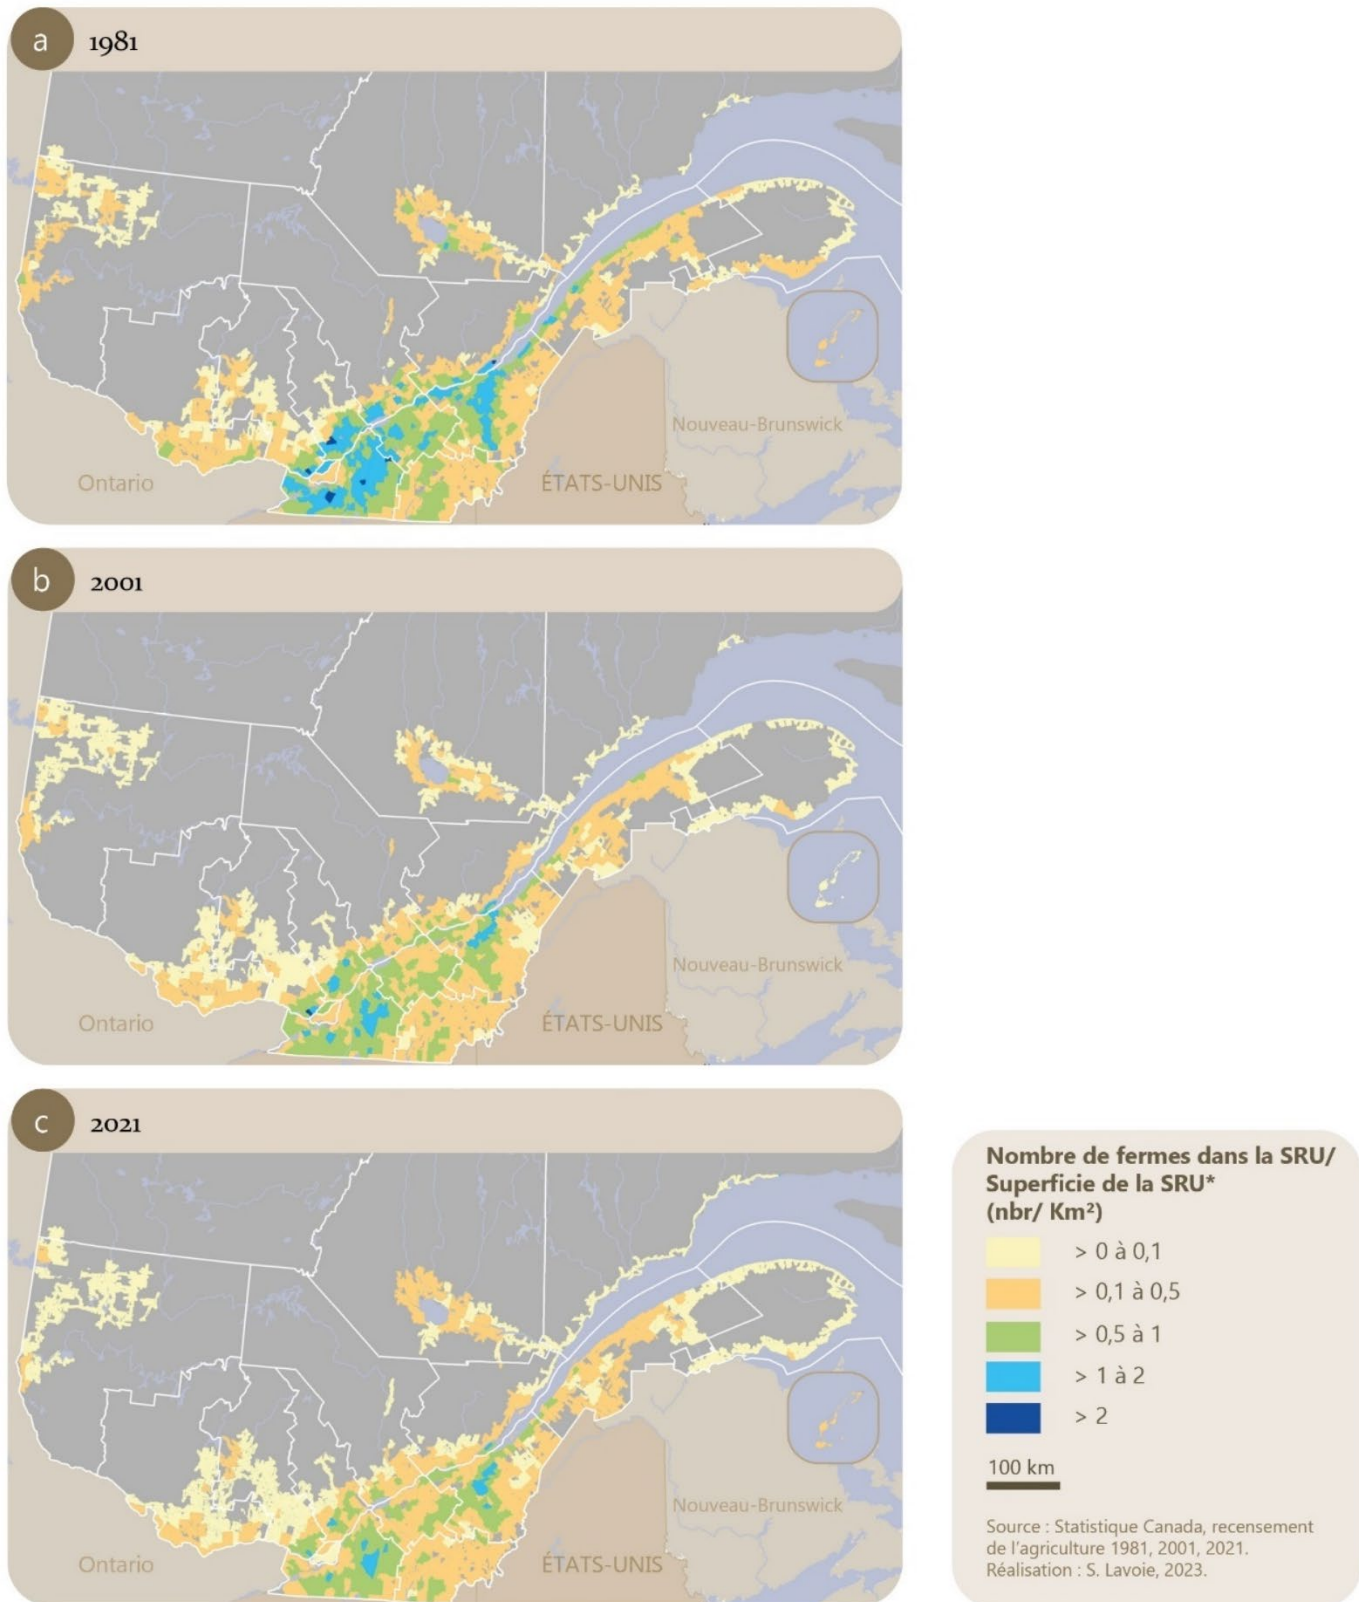 a
1981
Ontario
ÉTATS-UNIS
Nouveau-Brunswick
b
2001
Ontario
ÉTATS-UNIS
Nouveau-Brunswick
c
2021
Ontario
ÉTATS-UNIS
Nouveau-Brunswick
Nombre de fermes dans la SRU/
Superficie de la SRU*
(nbr/ Km²)
> 0 à 0,1
> 0,1 à 0,5
> 0,5 à 1
> 1 à 2
> 2
100 km
Source : Statistique Canada, recensement
de l'agriculture 1981, 2001, 2021.
Réalisation : S. Lavoie, 2023.